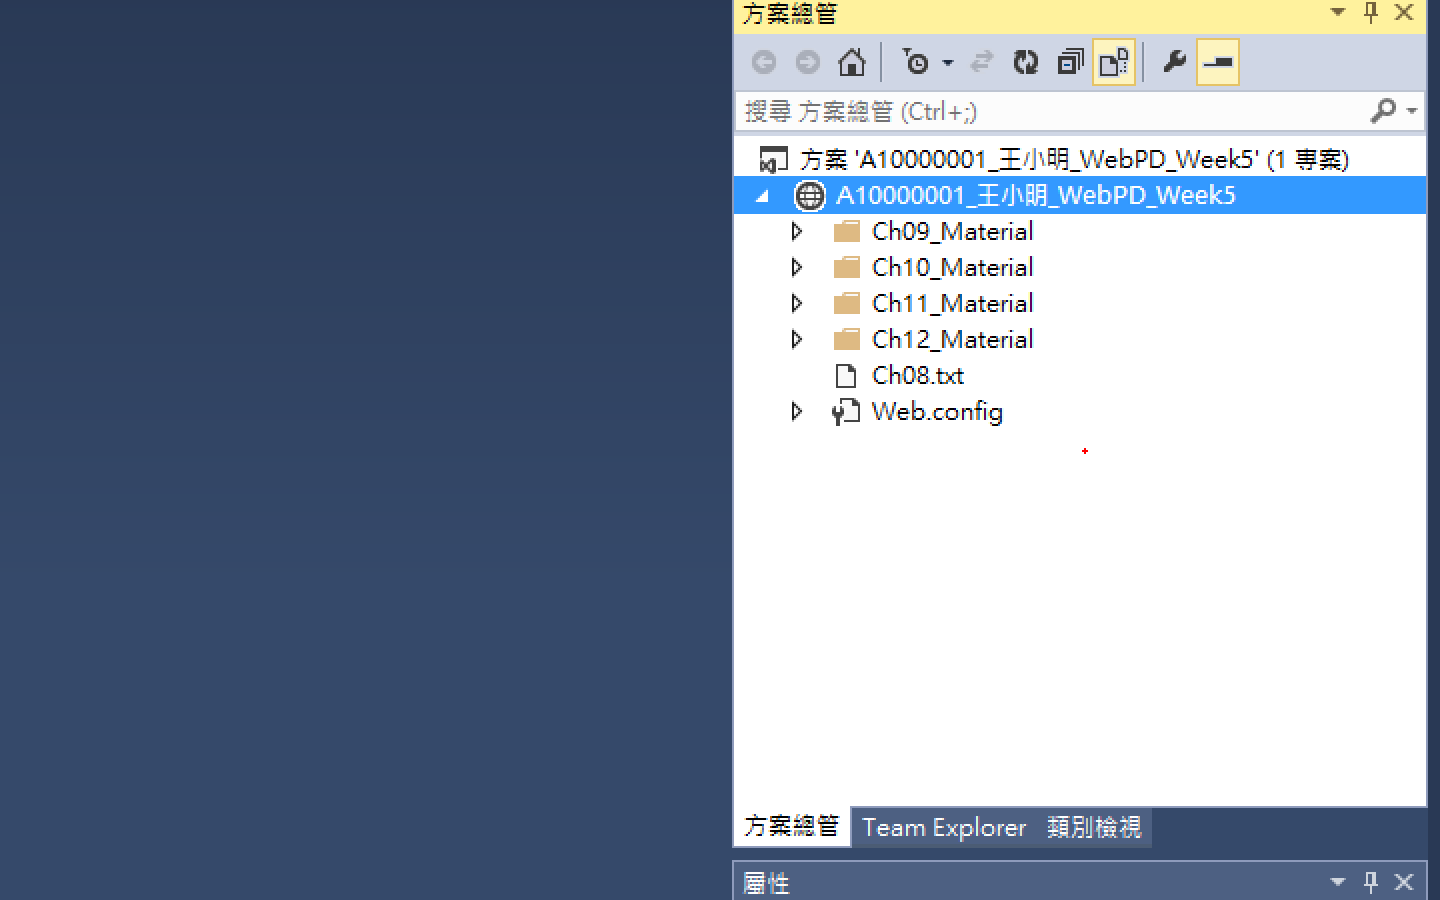 方案總管
搜尋 方案總管 (Ctrl+;)
方案 'A10000001_王小明_WebPD_Week5' (1 專案)
A10000001_王小明_WebPD_Week5
Ch09_Material
Ch10_Material
Ch11_Material
Ch12_Material
Ch08.txt
Web.config
方案總管 Team Explorer 類別檢視
屬性